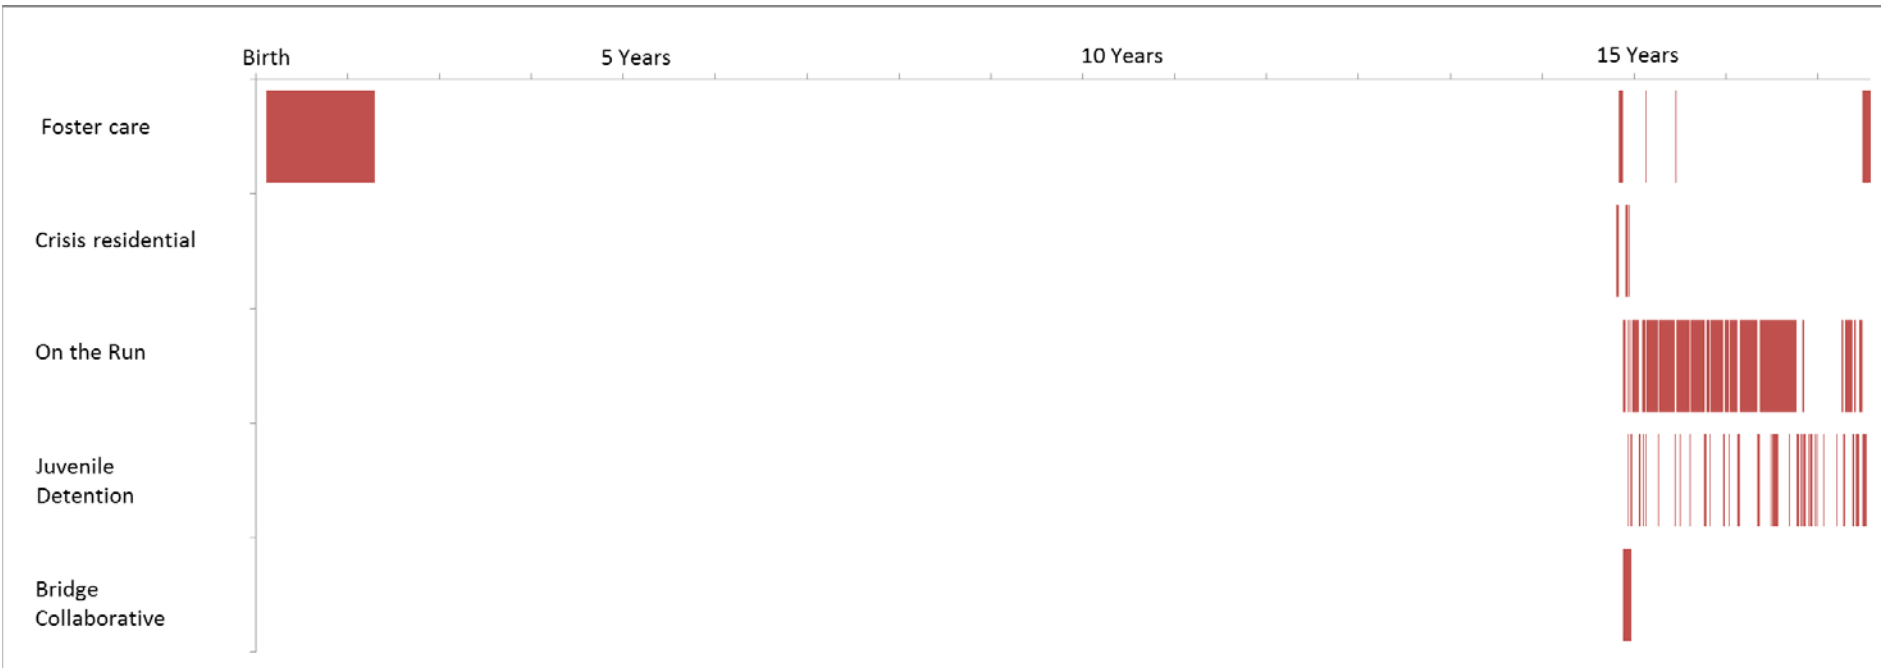 Birth 5 Years 10 Years 15 Years
Foster care
Crisis residential
On the Run
Juvenile
Detention
Bridge
Collaborative